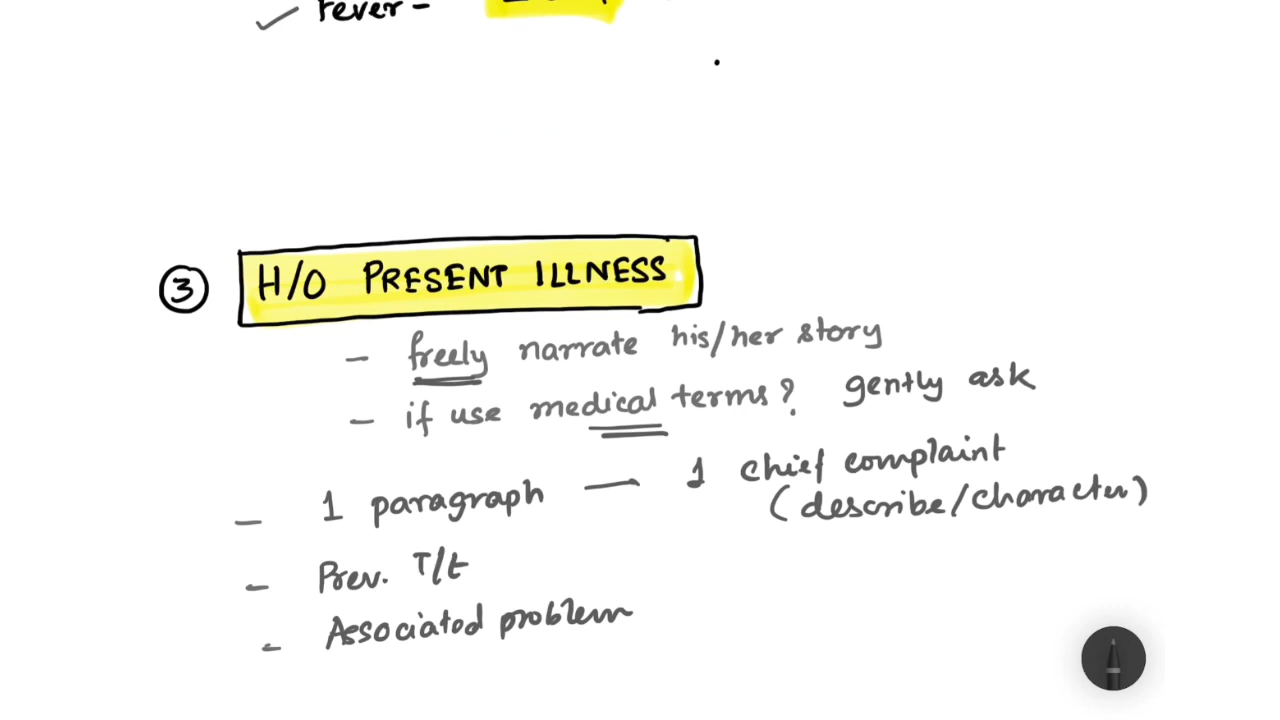 ✓ Fever -
③ H/O PRESENT ILLNESS
- freely narrate his/her story
- if use medical terms? gently ask
- 1 paragraph — 1 chief complaint
(describe/character)
- Prev. T/t
- Associated problem